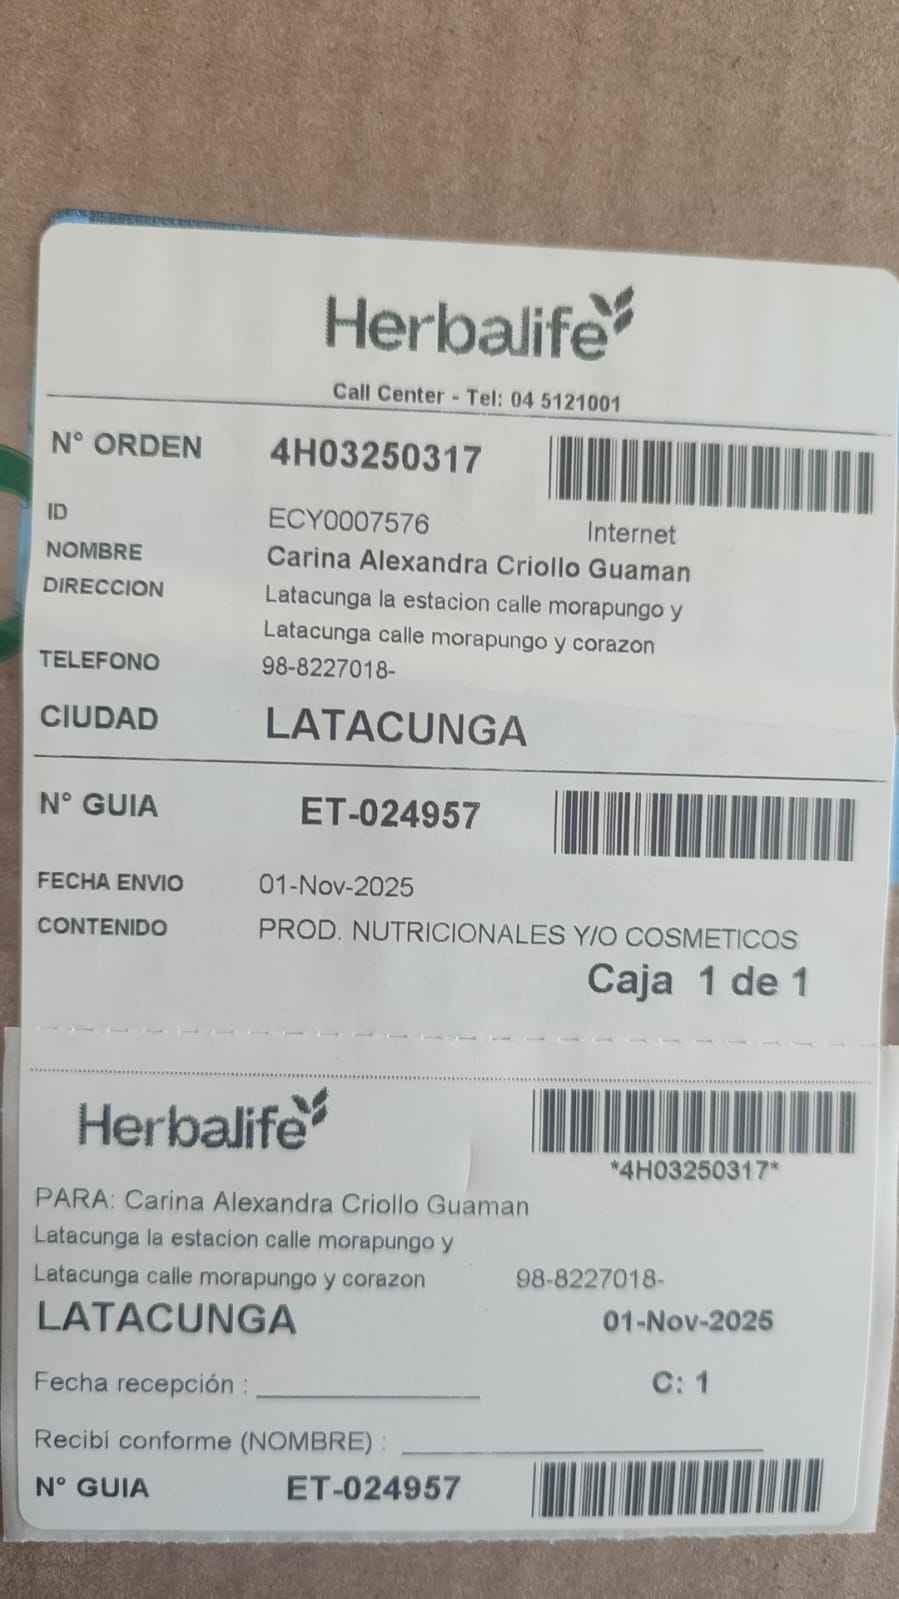 Herbalife
Call Center - Tel: 04 5121001
N° ORDEN 4H03250317
ID ECY0007576 Internet
NOMBRE Carina Alexandra Criollo Guaman
DIRECCION Latacunga la estacion calle morapungo y
Latacunga calle morapungo y corazon
TELEFONO 98-8227018-
CIUDAD LATACUNGA
N° GUIA ET-024957
FECHA ENVIO 01-Nov-2025
CONTENIDO PROD. NUTRICIONALES Y/O COSMETICOS
Caja 1 de 1
Herbalife
*4H03250317*
PARA: Carina Alexandra Criollo Guaman
Latacunga la estacion calle morapungo y
Latacunga calle morapungo y corazon 98-8227018-
LATACUNGA 01-Nov-2025
Fecha recepción : C: 1
Recibí conforme (NOMBRE) :
N° GUIA ET-024957